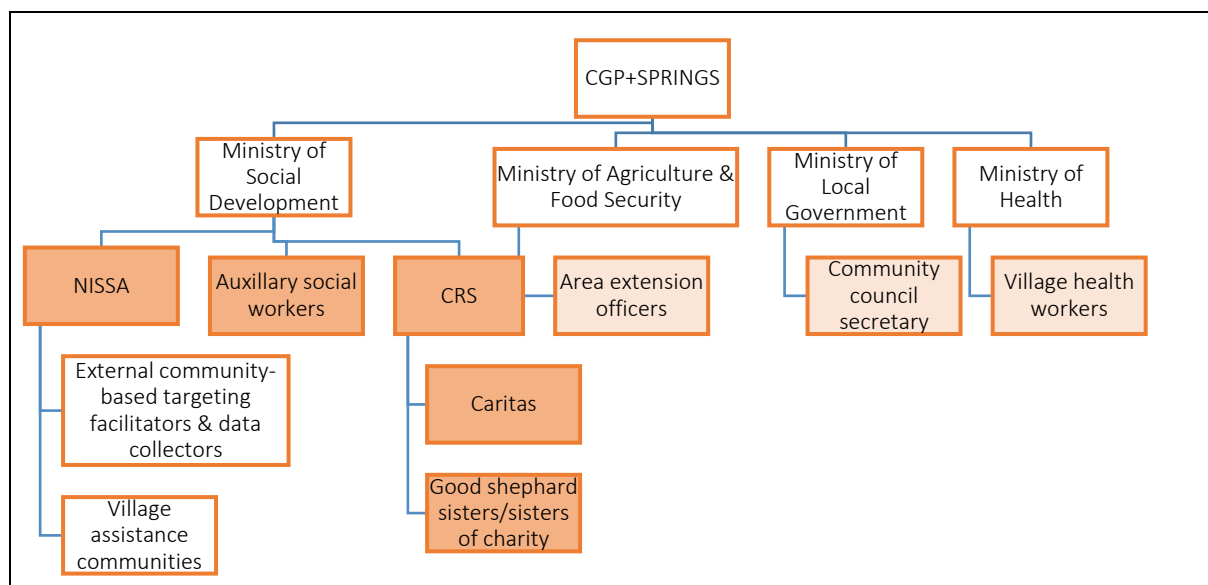 CGP+SPRINGS
Ministry of
Social
Development
Ministry of Agriculture &
Food Security
Ministry of
Local
Government
Ministry of
Health
NISSA
Auxillary social
workers
CRS
Area extension
officers
Community
council
secretary
Village health
workers
External community-
based targeting
facilitators & data
collectors
Caritas
Village
assistance
communities
Good shephard
sisters/sisters
of charity